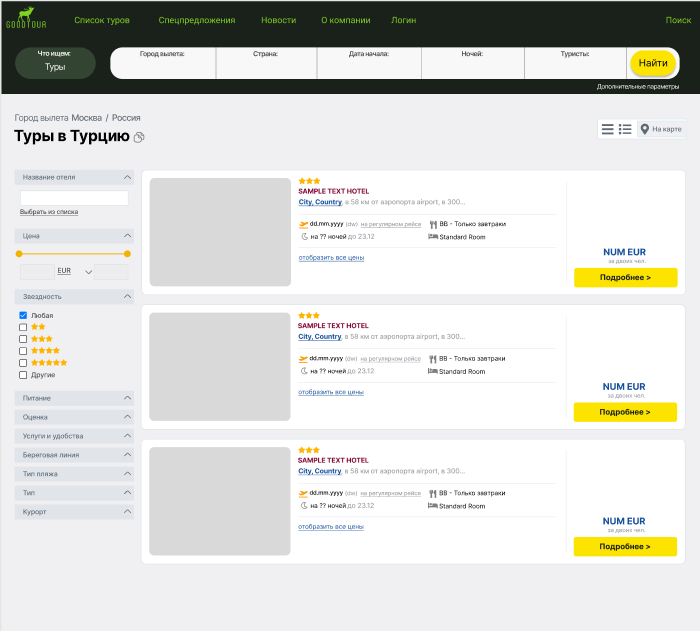 GOODTOUR
Список туров
Спецпредложения
Новости
О компании
Логин
Поиск
Что ищем:
Туры
Город вылета:
Страна:
Дата начала:
Ночей:
Туристы:
Найти
Дополнительные параметры
Город вылета Москва / Россия
Туры в Турцию
На карте
Название отеля
Выбрать из списка
Цена
EUR
Звездность
Любая
Другие
Питание
Оценка
Услуги и удобства
Береговая линия
Тип пляжа
Тип
Курорт
SAMPLE TEXT HOTEL
City, Country, в 58 км от аэропорта airport, в 300...
dd.mm.yyyy (dw) на регулярном рейсе
BB - Только завтраки
на ?? ночей до 23.12
Standard Room
отобразить все цены
NUM EUR
за двоих чел.
Подробнее >
SAMPLE TEXT HOTEL
City, Country, в 58 км от аэропорта airport, в 300...
dd.mm.yyyy (dw) на регулярном рейсе
BB - Только завтраки
на ?? ночей до 23.12
Standard Room
отобразить все цены
NUM EUR
за двоих чел.
Подробнее >
SAMPLE TEXT HOTEL
City, Country, в 58 км от аэропорта airport, в 300...
dd.mm.yyyy (dw) на регулярном рейсе
BB - Только завтраки
на ?? ночей до 23.12
Standard Room
отобразить все цены
NUM EUR
за двоих чел.
Подробнее >